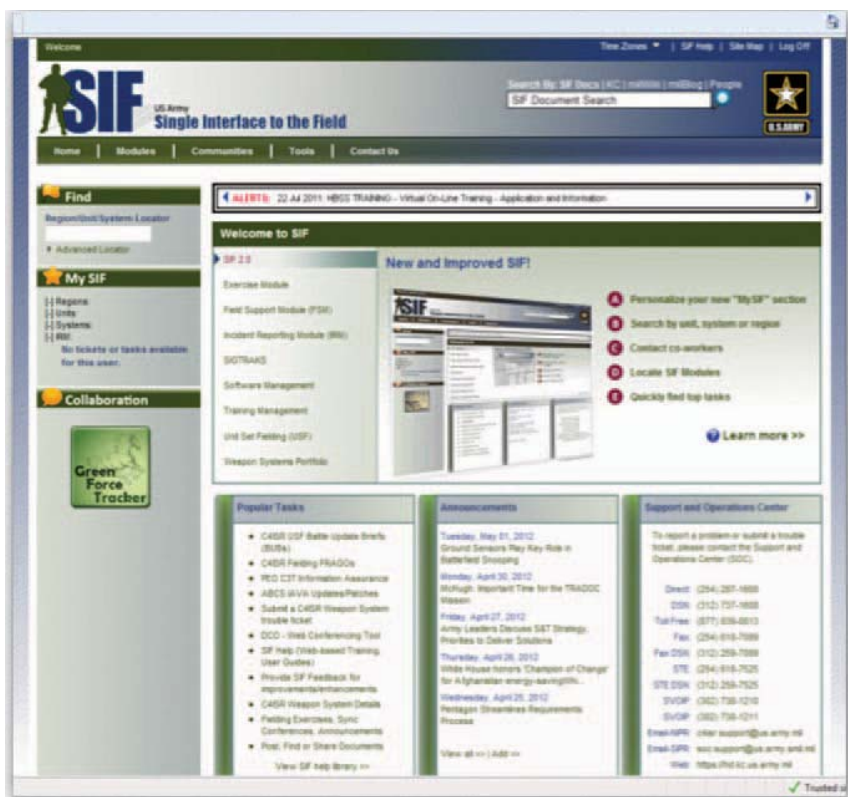 Welcome
Time Zones | SIF Help | Site Map | Log Off
SIF
US Army
Single Interface to the Field
Search By: SIF Docs | KC | milWiki | milBlog | People
SIF Document Search
U.S.ARMY
Home | Modules | Communities | Tools | Contact Us
Find
Region/Unit/System Locator
Advanced Locator
My SIF
[-] Regions:
[-] Units:
[-] Systems:
[-] IRM:
No tickets or tasks available
for this user.
Collaboration
Green
Force
Tracker
ALERTS: 22 Jul 2011: HBSS TRAINING - Virtual On-Line Training - Application and Information
Welcome to SIF
SIF 2.0
Exercise Module
Field Support Module (FSM)
Incident Reporting Module (IRM)
SIGTRAKS
Software Management
Training Management
Unit Set Fielding (USF)
Weapon Systems Portfolio
New and Improved SIF!
SIF
A Personalize your new "MySIF" section
B Search by unit, system or region
C Contact co-workers
D Locate SIF Modules
E Quickly find top tasks
Learn more >>
Popular Tasks
C4ISR USF Battle Update Briefs
(BUBs)
C4ISR Fielding FRAGOs
PEO C3T Information Assurance
ABCS IAVA Updates/Patches
Submit a C4ISR Weapon System
trouble ticket
DCO - Web Conferencing Tool
SIF Help (Web-based Training,
User Guides)
Provide SIF Feedback for
improvements/enhancements
C4ISR Weapon System Details
Fielding Exercises, Sync
Conferences, Announcements
Post, Find or Share Documents
View SIF help library >>
Announcements
Tuesday, May 01, 2012
Ground Sensors Play Key Role in
Battlefield Snooping
Monday, April 30, 2012
McHugh: Important Time for the TRADOC
Mission
Friday, April 27, 2012
Army Leaders Discuss S&T Strategy,
Priorities to Deliver Solutions
Thursday, April 26, 2012
White House honors 'Champion of Change'
for Afghanistan energy-saving
Wednesday, April 25, 2012
Pentagon Streamlines Requirements
Process
View all >> | Add >>
Support and Operations Center
To report a problem or submit a trouble
ticket, please contact the Support and
Operations Center (SOC).
Direct:
DSN:
Toll Free:
Fax:
Fax DSN:
STE:
STE DSN:
SVOIP:
SVOIP:
Email-NIPR:
Email-SIPR:
Web:
Trusted